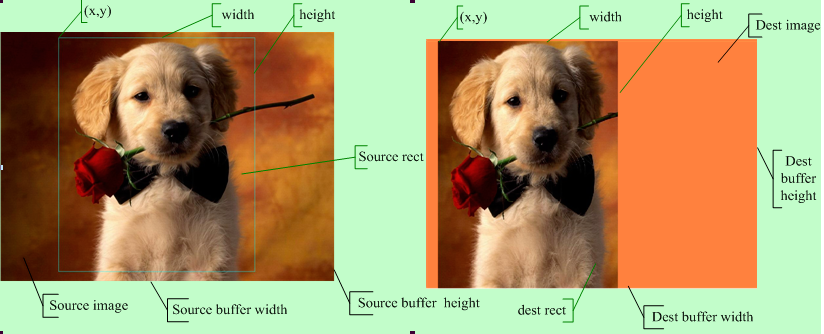 (x,y)
width
height
Source rect
Source image
Source buffer width
Source buffer height
(x,y)
width
height
Dest image
Dest
buffer
height
dest rect
Dest buffer width